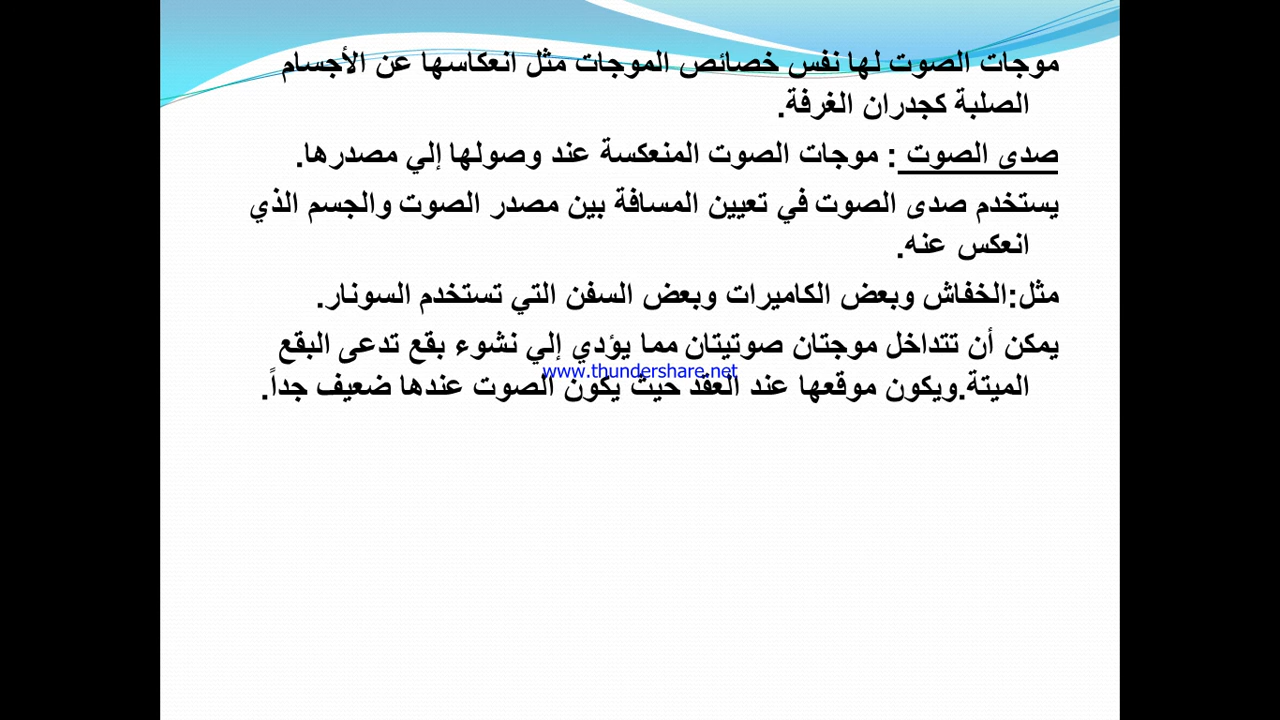 موجات الصوت لها نفس خصائص الموجات مثل انعكاسها عن الأجسام
الصلبة كجدران الغرفة.
صدى الصوت : موجات الصوت المنعكسة عند وصولها إلي مصدرها.
يستخدم صدى الصوت في تعيين المسافة بين مصدر الصوت والجسم الذي
انعكس عنه.
مثل:الخفاش وبعض الكاميرات وبعض السفن التي تستخدم السونار.
يمكن أن تتداخل موجتان صوتيتان مما يؤدي إلي نشوء بقع تدعى البقع
www.thundershare.net
الميتة.ويكون موقعها عند العقد حيث يكون الصوت عندها ضعيف جداً.